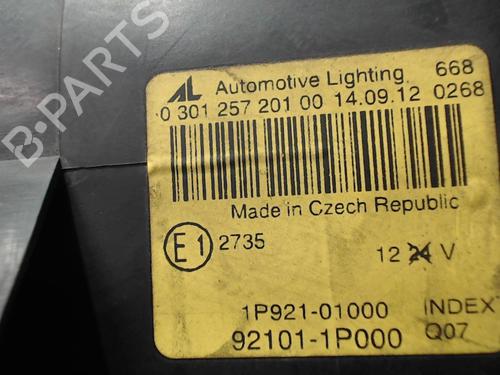 B-PARTS
AL Automotive Lighting 668
0 301 257 201 00 14.09.12 0268
Made in Czech Republic
E1 2735
12 24 V
1P921-01000 INDEX
92101-1P000 Q07